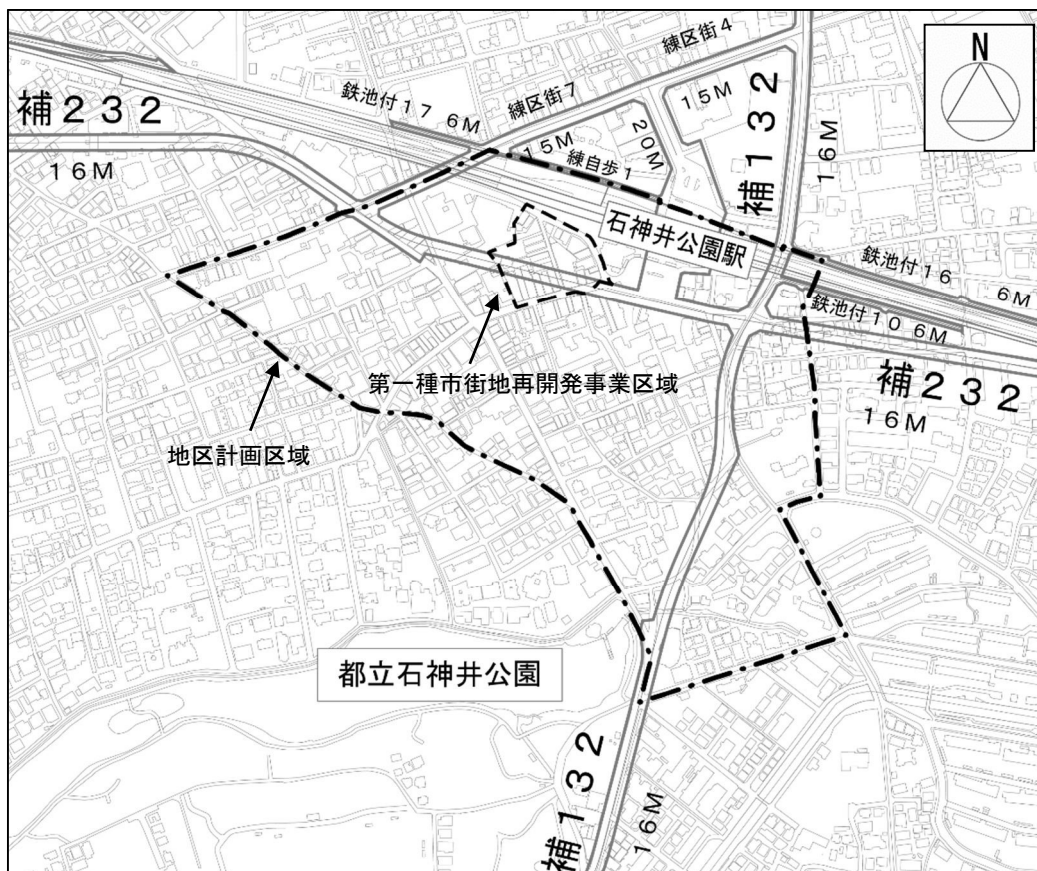 N
練区街4
補232
16M
鉄池付17 6M
練区街7
15M
補132
16M
15M
20M
練自歩1
石神井公園駅
鉄池付16 6M
鉄池付10 6M
補232
16M
第一種市街地再開発事業区域
地区計画区域
都立石神井公園
補132
16M